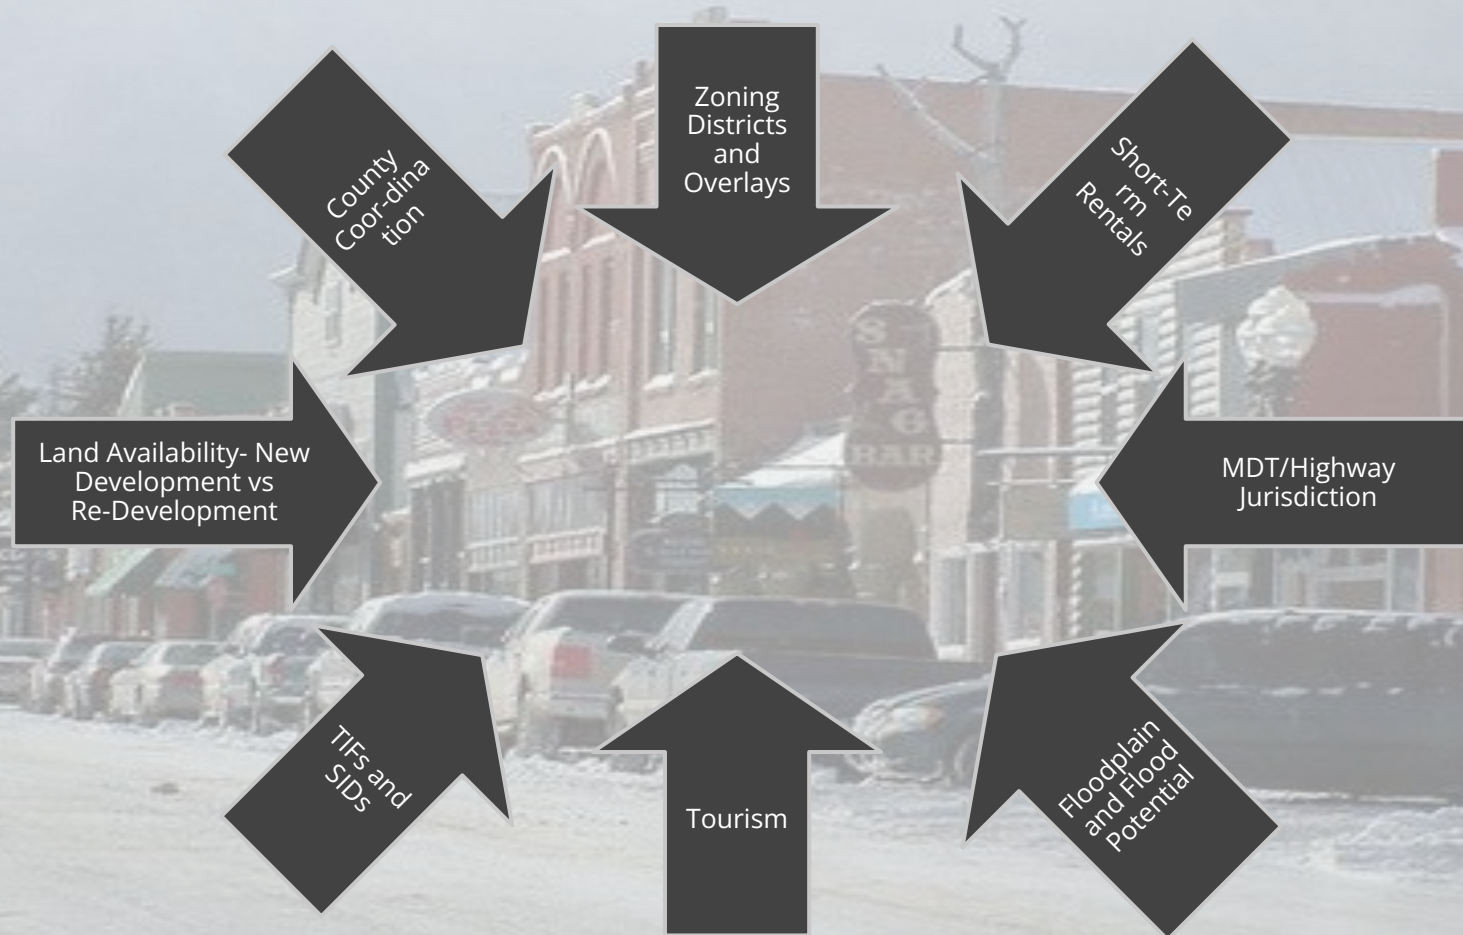 Zoning
Districts
and
Overlays
County
Coor-dina
tion
Short-Te
rm
Rentals
SNAG
BAR
Land Availability- New
Development vs
Re-Development
MDT/Highway
Jurisdiction
TIFs and
SIDs
Tourism
Floodplain
and Flood
Potential